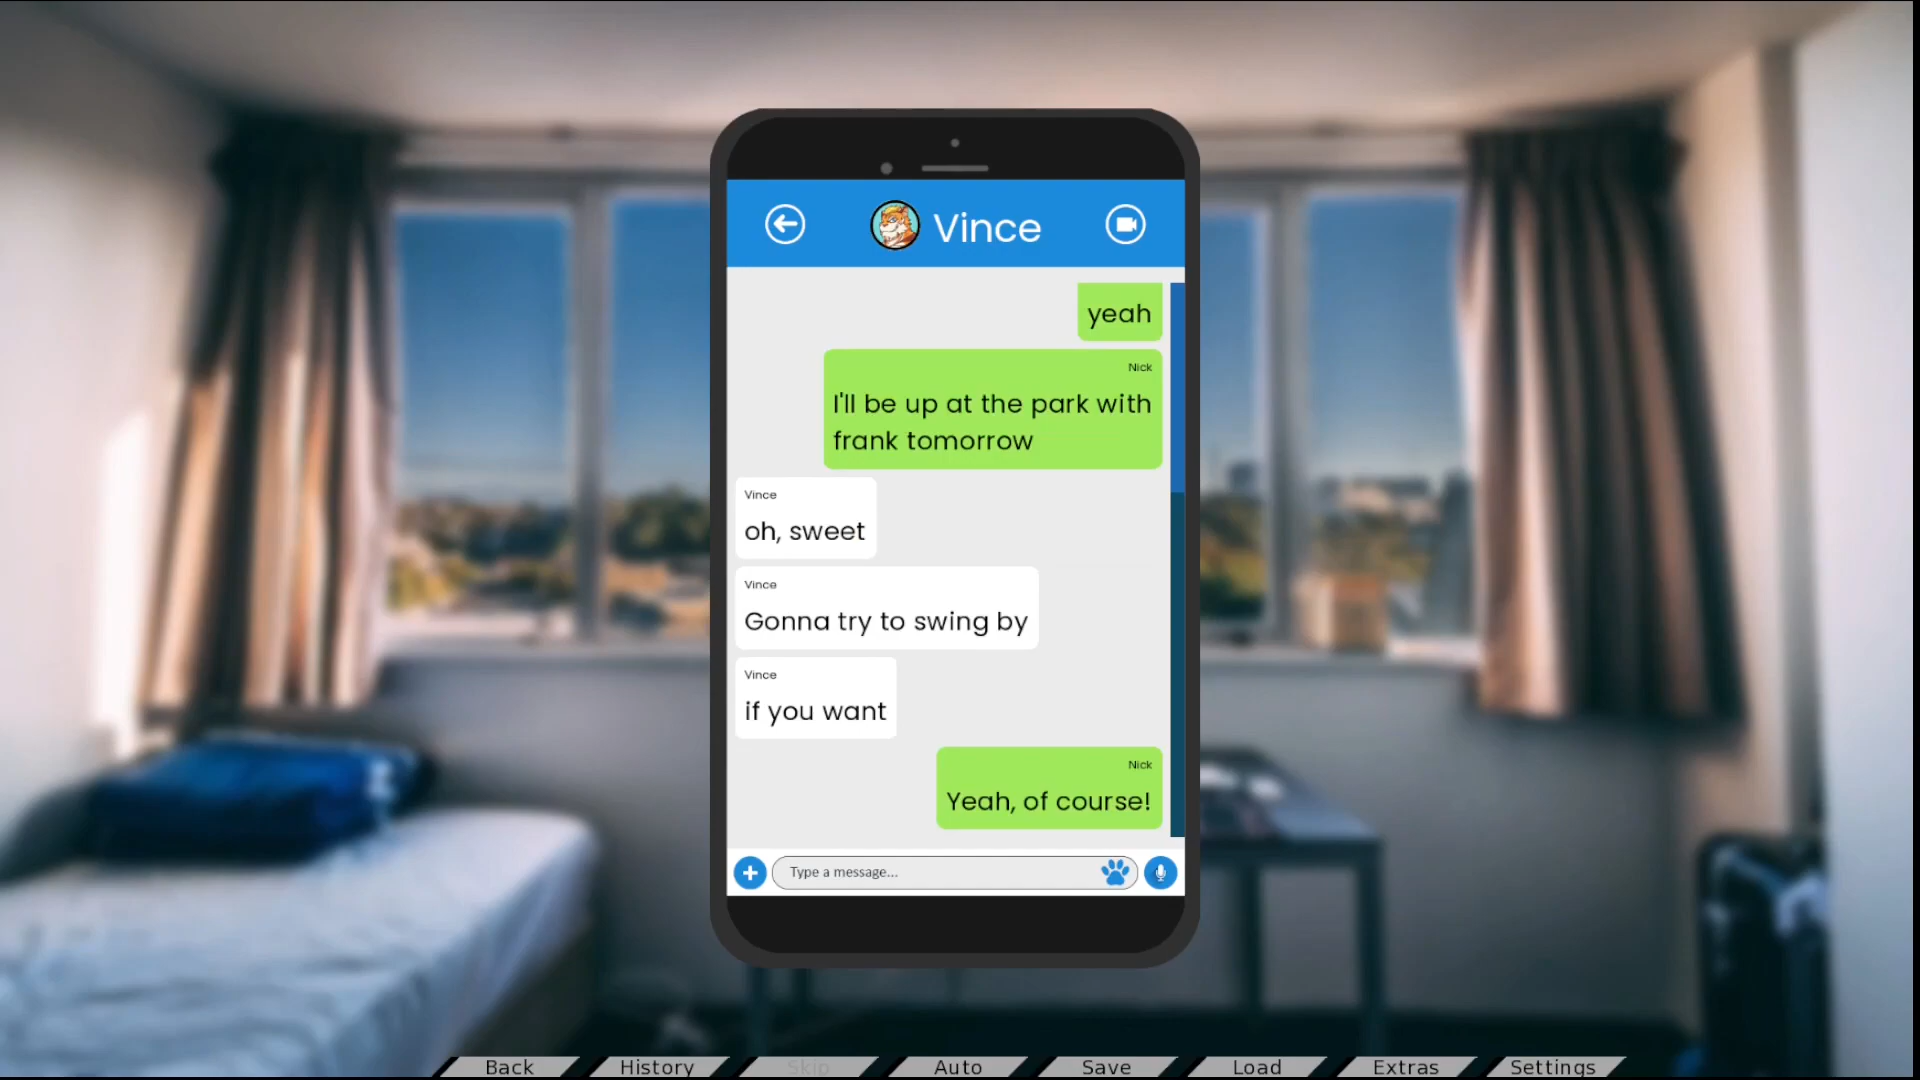 Vince
yeah
Nick
I'll be up at the park with
frank tomorrow
Vince
oh, sweet
Vince
Gonna try to swing by
Vince
if you want
Nick
Yeah, of course!
Type a message...
Back
History
Skip
Auto
Save
Load
Extras
Settings